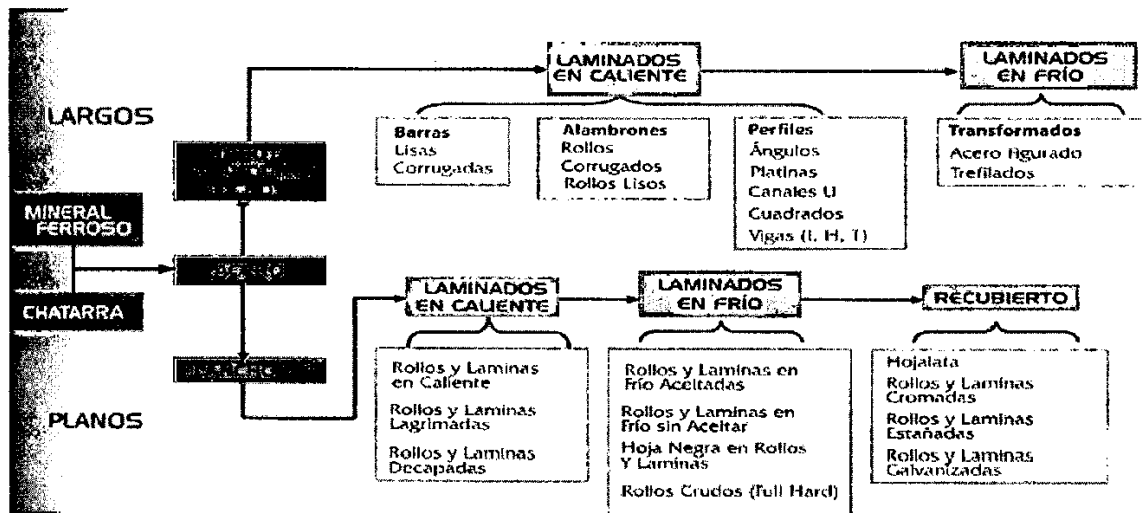 LARGOS
LAMINADOS
EN CALIENTE
LAMINADOS
EN FRÍO
Barras
Lisas
Corrugadas
Alambrones
Rollos
Corrugados
Rollos Lisos
Perfiles
Ángulos
Platinas
Canales U
Cuadrados
Vigas (I, H, T)
Transformados
Acero figurado
Trefilados
MINERAL
FERROSO
CHATARRA
PLANOS
LAMINADOS
EN CALIENTE
LAMINADOS
EN FRÍO
RECUBIERTO
Rollos y Laminas
en Caliente
Rollos y Laminas
Lagrimadas
Rollos y Laminas
Decapadas
Rollos y Laminas en
Frío Aceitadas
Rollos y Laminas en
Frío sin Aceitar
Hoja Negra en Rollos
Y Laminas
Rollos Crudos (Full Hard)
Hojalata
Rollos y Laminas
Cromadas
Rollos y Laminas
Estañadas
Rollos y Laminas
Galvanizadas